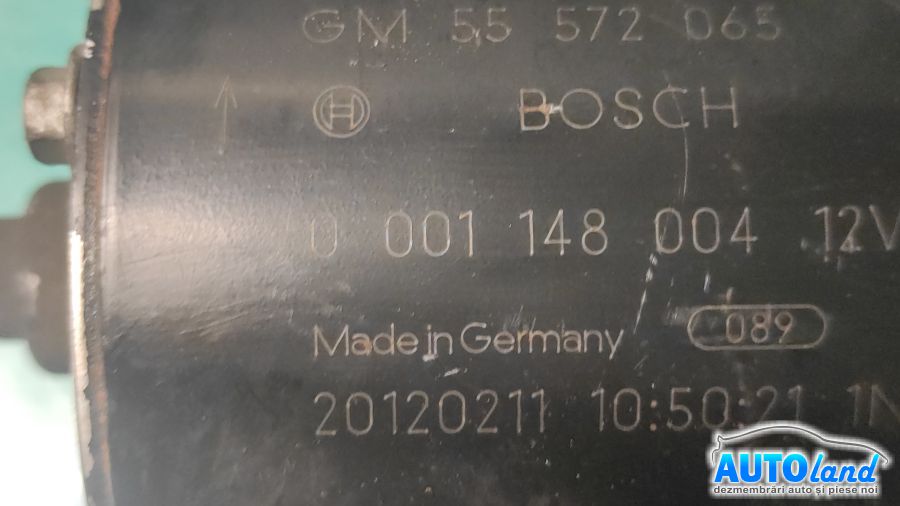 GM 55 572 065
H BOSCH
0 001 148 004 12V
Made in Germany 089
20120211 10:50:21 1N
AUTOland
dezmembrări auto și piese noi